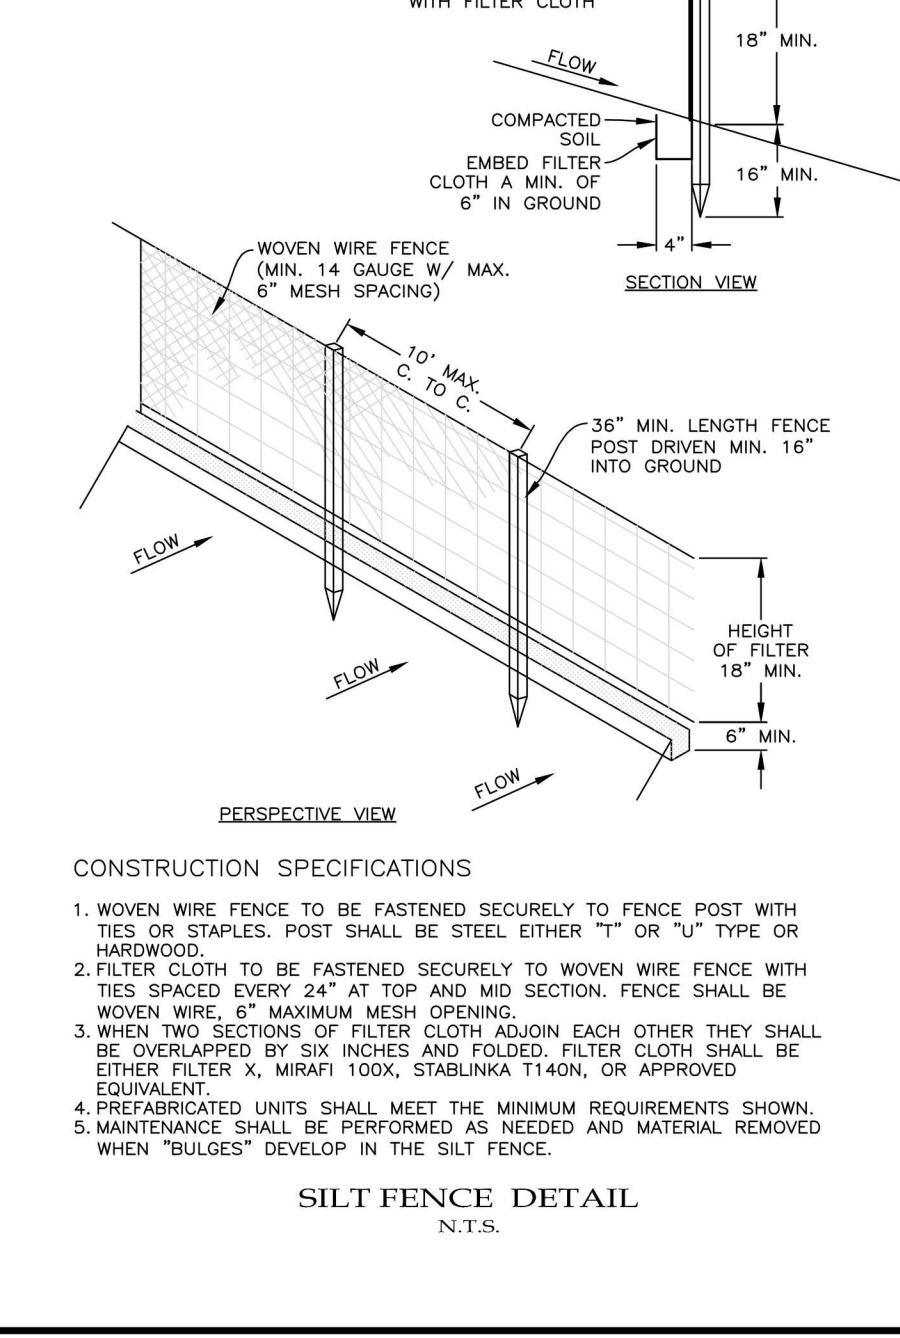 WITH FILTER CLOTH
18" MIN.
FLOW
COMPACTED
SOIL
EMBED FILTER
CLOTH A MIN. OF
6" IN GROUND
16" MIN.
4"
SECTION VIEW
WOVEN WIRE FENCE
(MIN. 14 GAUGE W/ MAX.
6" MESH SPACING)
10' MAX.
C. TO C.
36" MIN. LENGTH FENCE
POST DRIVEN MIN. 16"
INTO GROUND
FLOW
HEIGHT
OF FILTER
18" MIN.
FLOW
6" MIN.
FLOW
PERSPECTIVE VIEW
CONSTRUCTION SPECIFICATIONS
1. WOVEN WIRE FENCE TO BE FASTENED SECURELY TO FENCE POST WITH
TIES OR STAPLES. POST SHALL BE STEEL EITHER "T" OR "U" TYPE OR
HARDWOOD.
2. FILTER CLOTH TO BE FASTENED SECURELY TO WOVEN WIRE FENCE WITH
TIES SPACED EVERY 24" AT TOP AND MID SECTION. FENCE SHALL BE
WOVEN WIRE, 6" MAXIMUM MESH OPENING.
3. WHEN TWO SECTIONS OF FILTER CLOTH ADJOIN EACH OTHER THEY SHALL
BE OVERLAPPED BY SIX INCHES AND FOLDED. FILTER CLOTH SHALL BE
EITHER FILTER X, MIRAFI 100X, STABLINKA T140N, OR APPROVED
EQUIVALENT.
4. PREFABRICATED UNITS SHALL MEET THE MINIMUM REQUIREMENTS SHOWN.
5. MAINTENANCE SHALL BE PERFORMED AS NEEDED AND MATERIAL REMOVED
WHEN "BULGES" DEVELOP IN THE SILT FENCE.
SILT FENCE DETAIL
N.T.S.